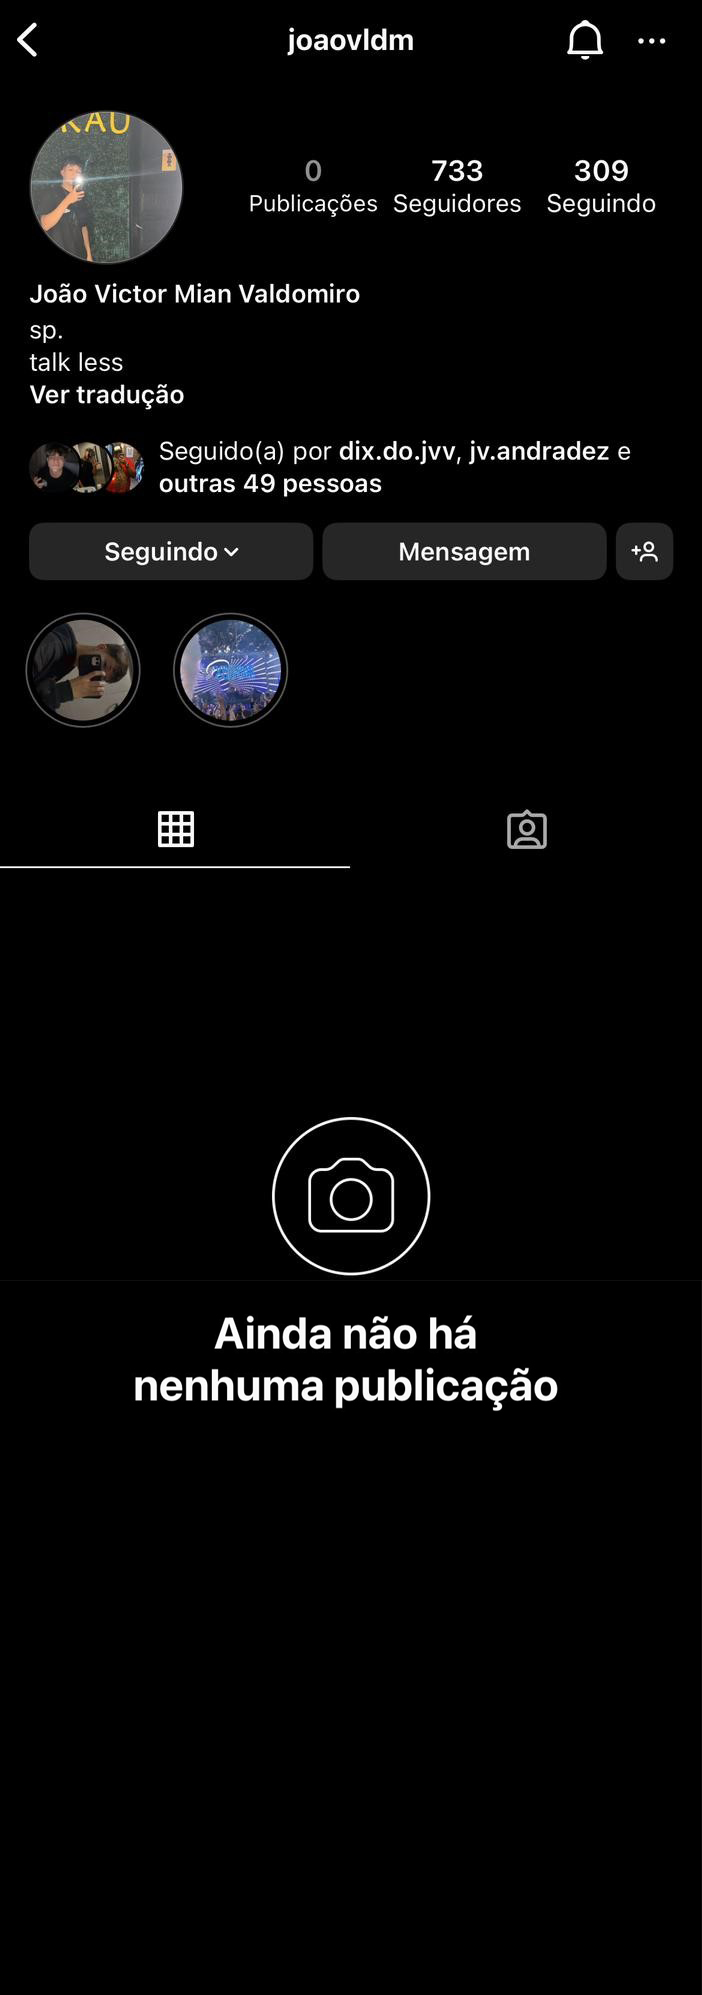 joaovldm
KAU
0
733
309
Publicações
Seguidores
Seguindo
João Victor Mian Valdomiro
sp.
talk less
Ver tradução
Seguido(a) por dix.do.jvv, jv.andradez e
outras 49 pessoas
Seguindo
Mensagem
Ainda não há
nenhuma publicação